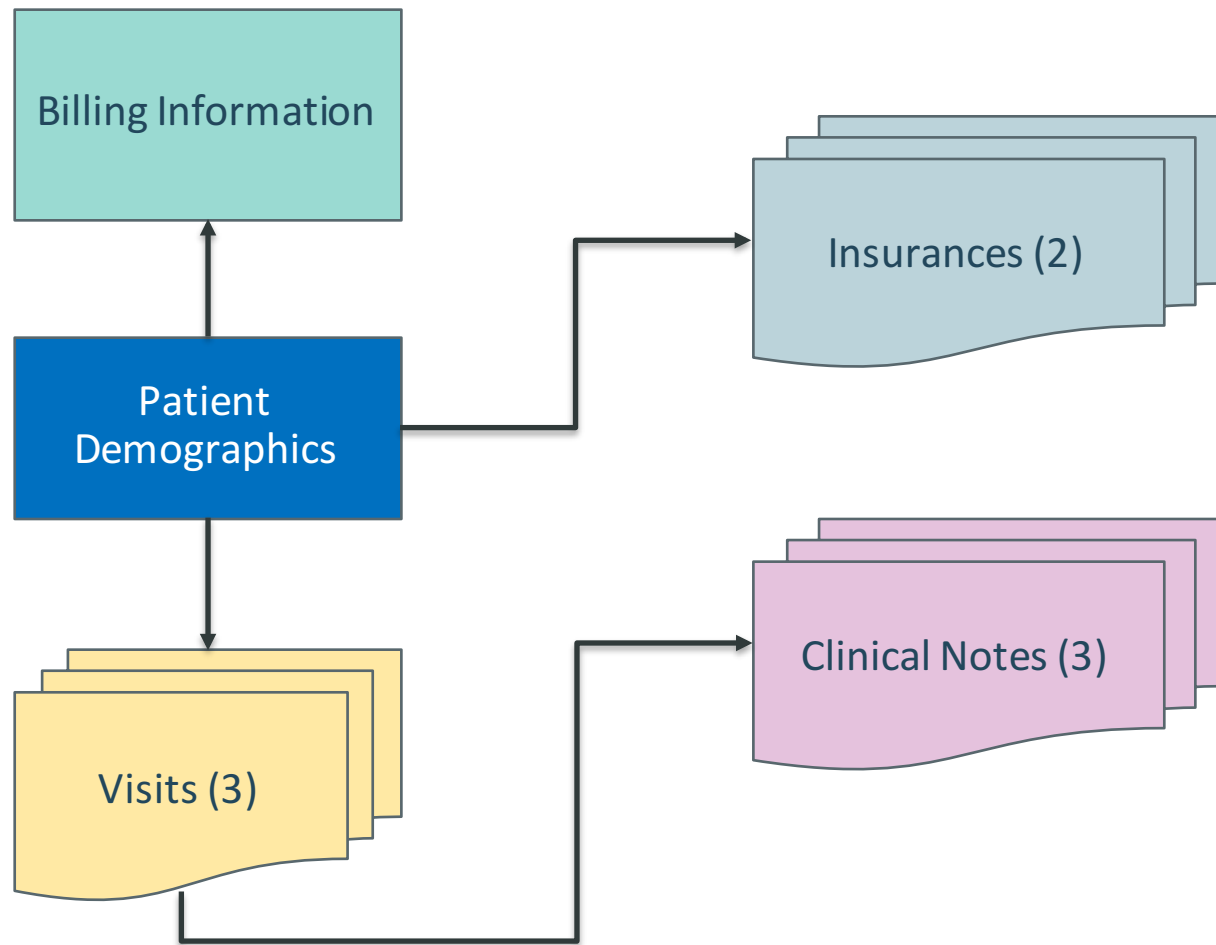 Billing Information
Insurances (2)
Patient
Demographics
Clinical Notes (3)
Visits (3)